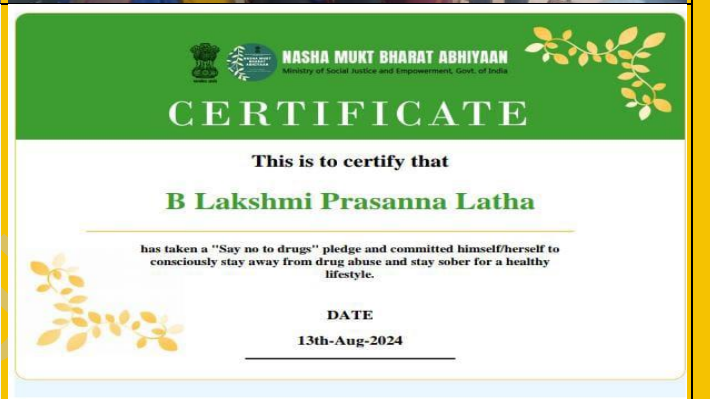 NASHA MUKT BHARAT ABHIYAAN
Ministry of Social Justice and Empowerment, Govt. of India
CERTIFICATE
This is to certify that
B Lakshmi Prasanna Latha
has taken a "Say no to drugs" pledge and committed himself/herself to
consciously stay away from drug abuse and stay sober for a healthy
lifestyle.
DATE
13th-Aug-2024